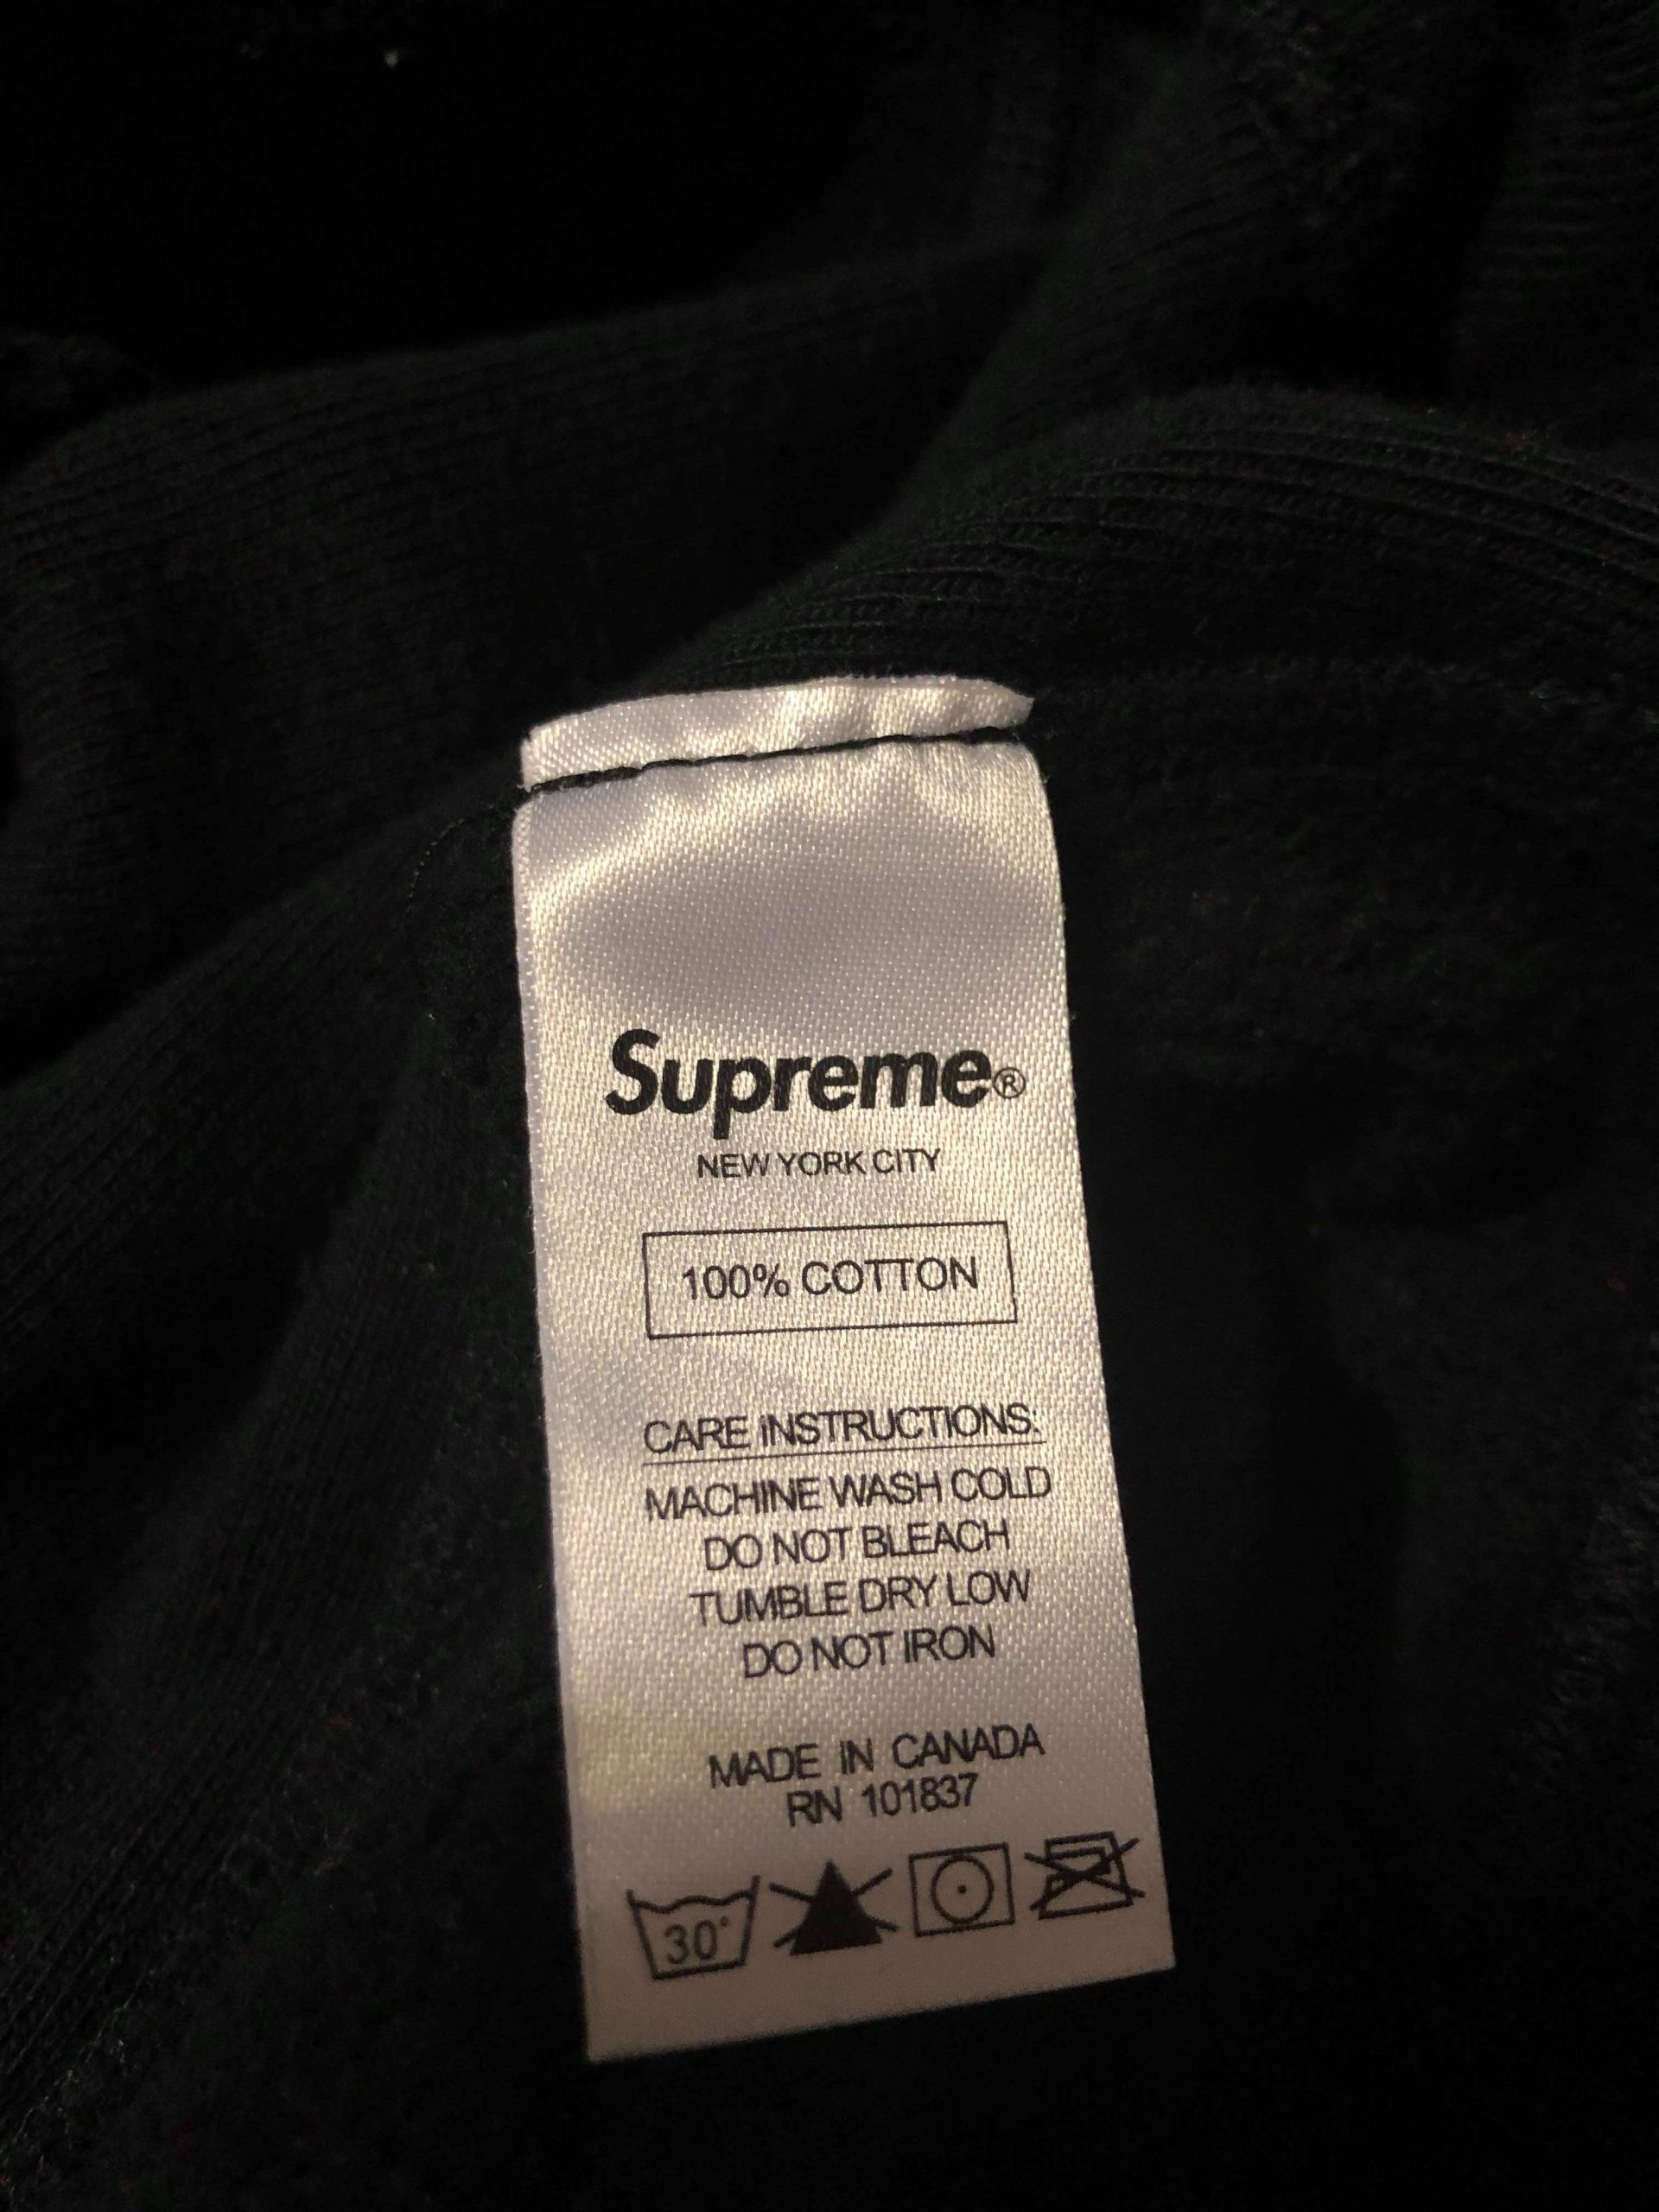 Supreme®
NEW YORK CITY
100% COTTON
CARE INSTRUCTIONS:
MACHINE WASH COLD
DO NOT BLEACH
TUMBLE DRY LOW
DO NOT IRON
MADE IN CANADA
RN 101837
30°